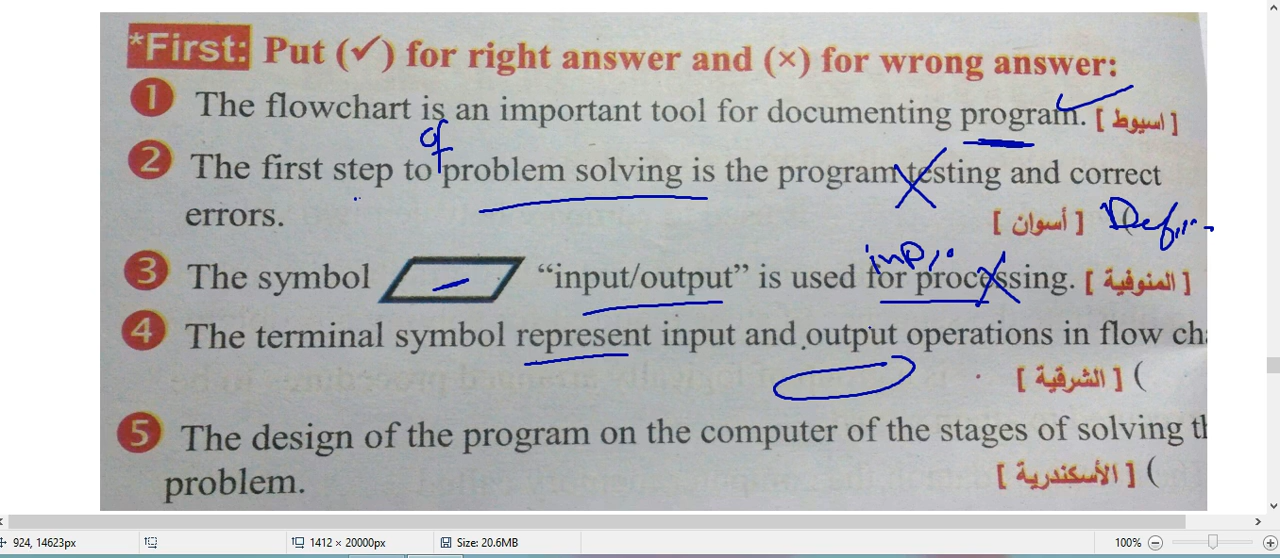 *First: Put (✓) for right answer and (×) for wrong answer:
1 The flowchart is an important tool for documenting program. [ اسيوط ]
of
2 The first step to problem solving is the program testing and correct
errors. [ أسوان ]
3 The symbol “input/output” is used for processing. [ المنوفية ]
4 The terminal symbol represent input and output operations in flow
[ الشرقية ] (
5 The design of the program on the computer of the stages of solving
problem. [ الأسكندرية ] (
924, 14623px 1412 × 20000px Size: 20.6MB 100%